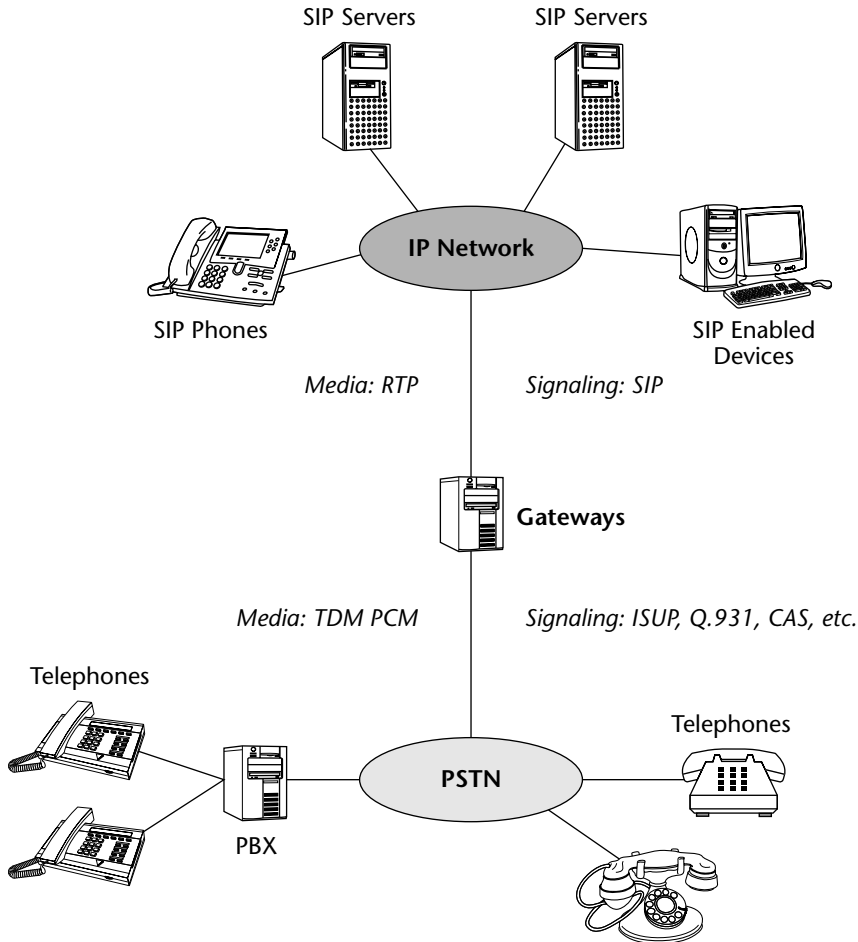 SIP Servers
SIP Servers
IP Network
SIP Phones
SIP Enabled
Devices
Media: RTP
Signaling: SIP
Gateways
Media: TDM PCM
Signaling: ISUP, Q.931, CAS, etc.
Telephones
Telephones
PSTN
PBX